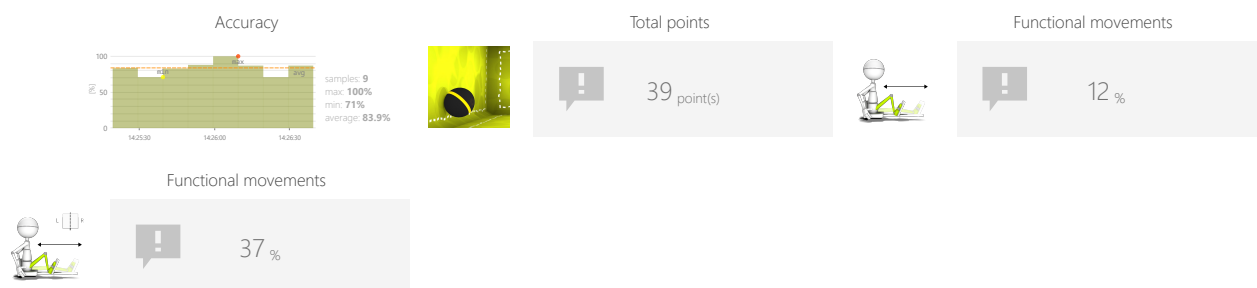 Accuracy
100
50
0
[%]
min
max
avg
14:25:30
14:26:00
14:26:30
samples: 9
max: 100%
min: 71%
average: 83.9%
Total points
39 point(s)
Functional movements
12 %
Functional movements
L
R
37 %